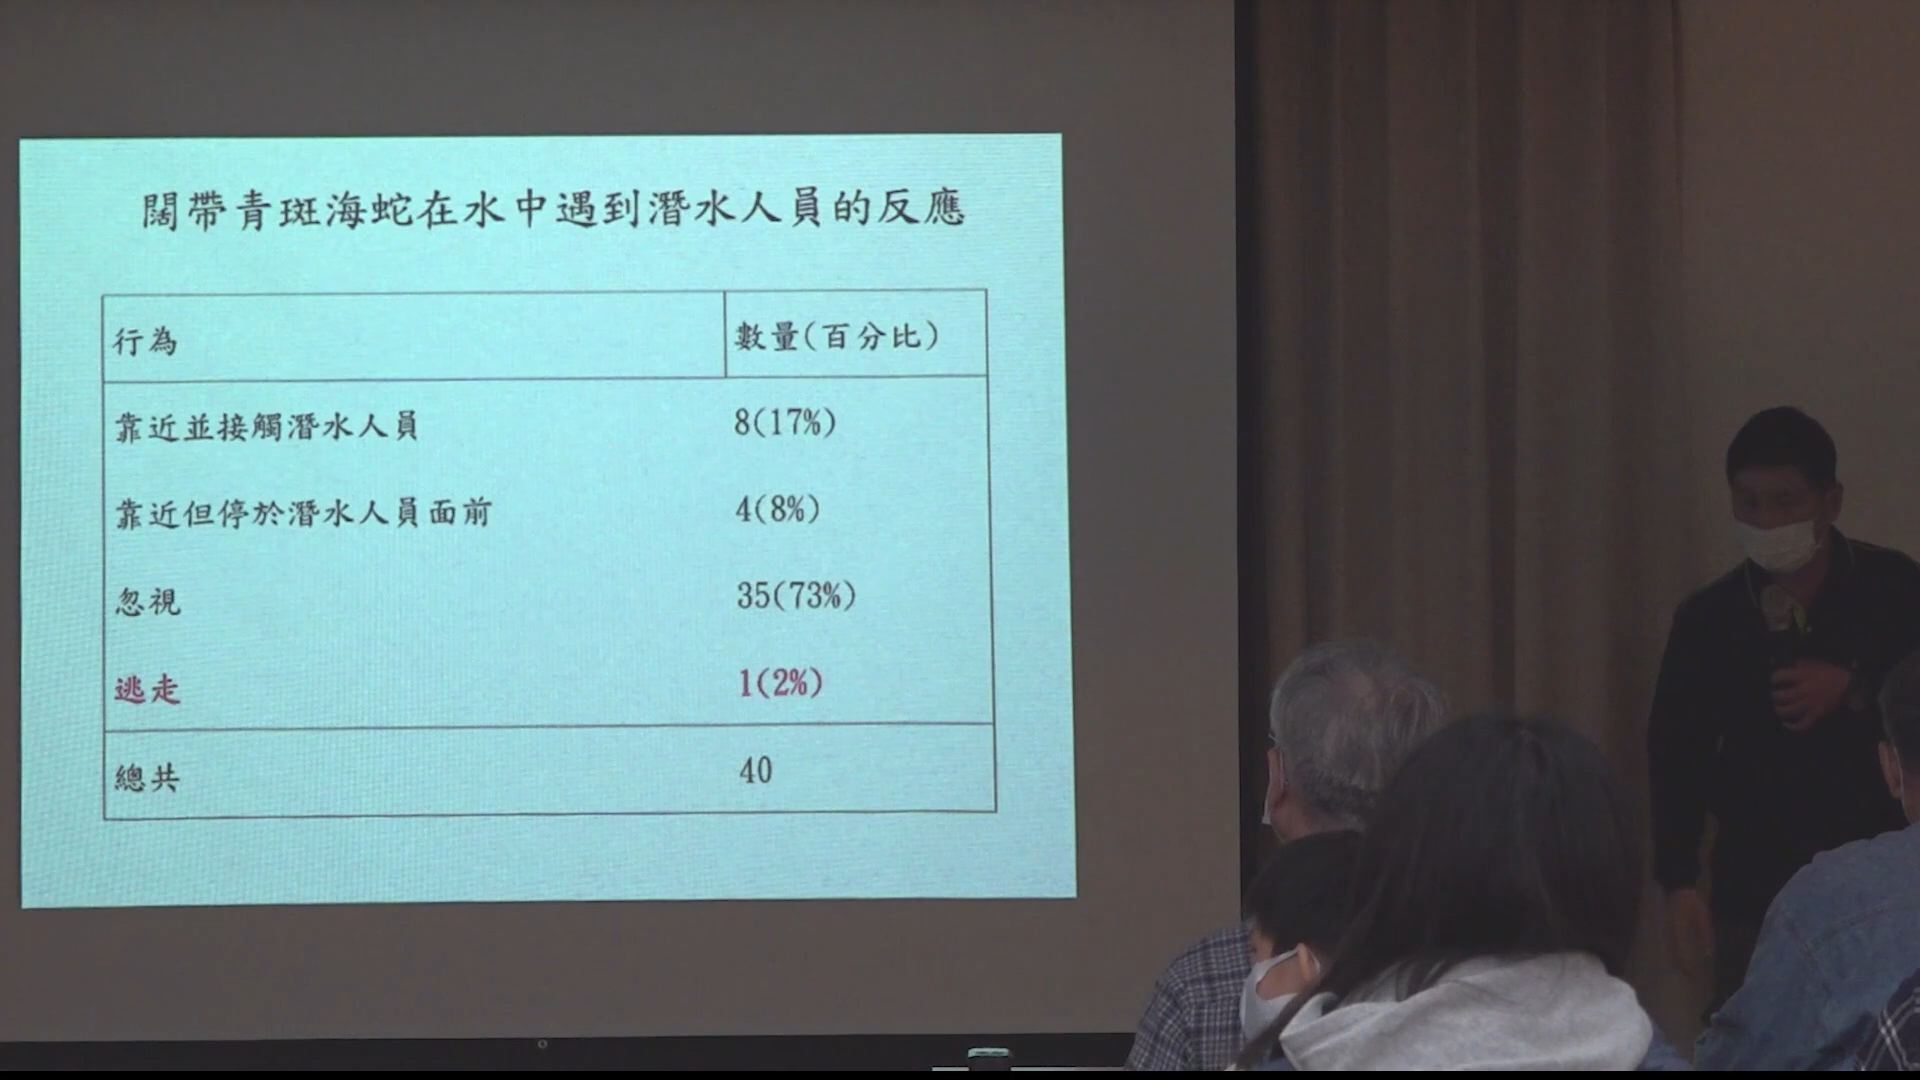 闊帶青斑海蛇在水中遇到潛水人員的反應
行為 數量(百分比)
靠近並接觸潛水人員 8(17%)
靠近但停於潛水人員面前 4(8%)
忽視 35(73%)
逃走 1(2%)
總共 40